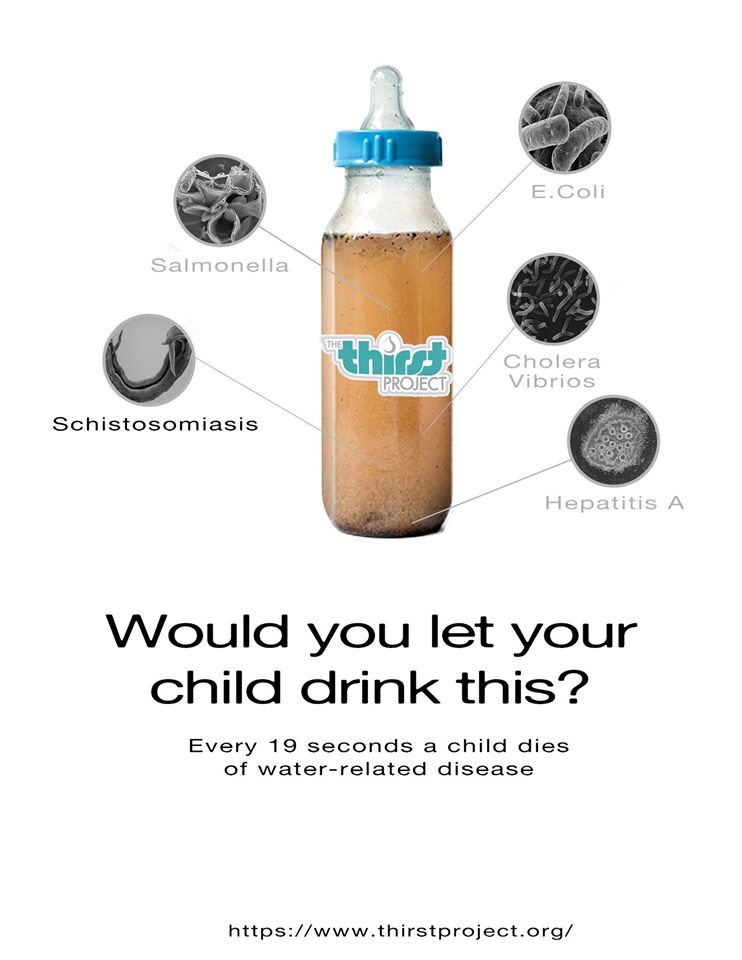 E.Coli
Salmonella
THE
thirst
PROJECT
Cholera
Vibrios
Schistosomiasis
Hepatitis A
Would you let your
child drink this?
Every 19 seconds a child dies
of water-related disease
https://www.thirstproject.org/